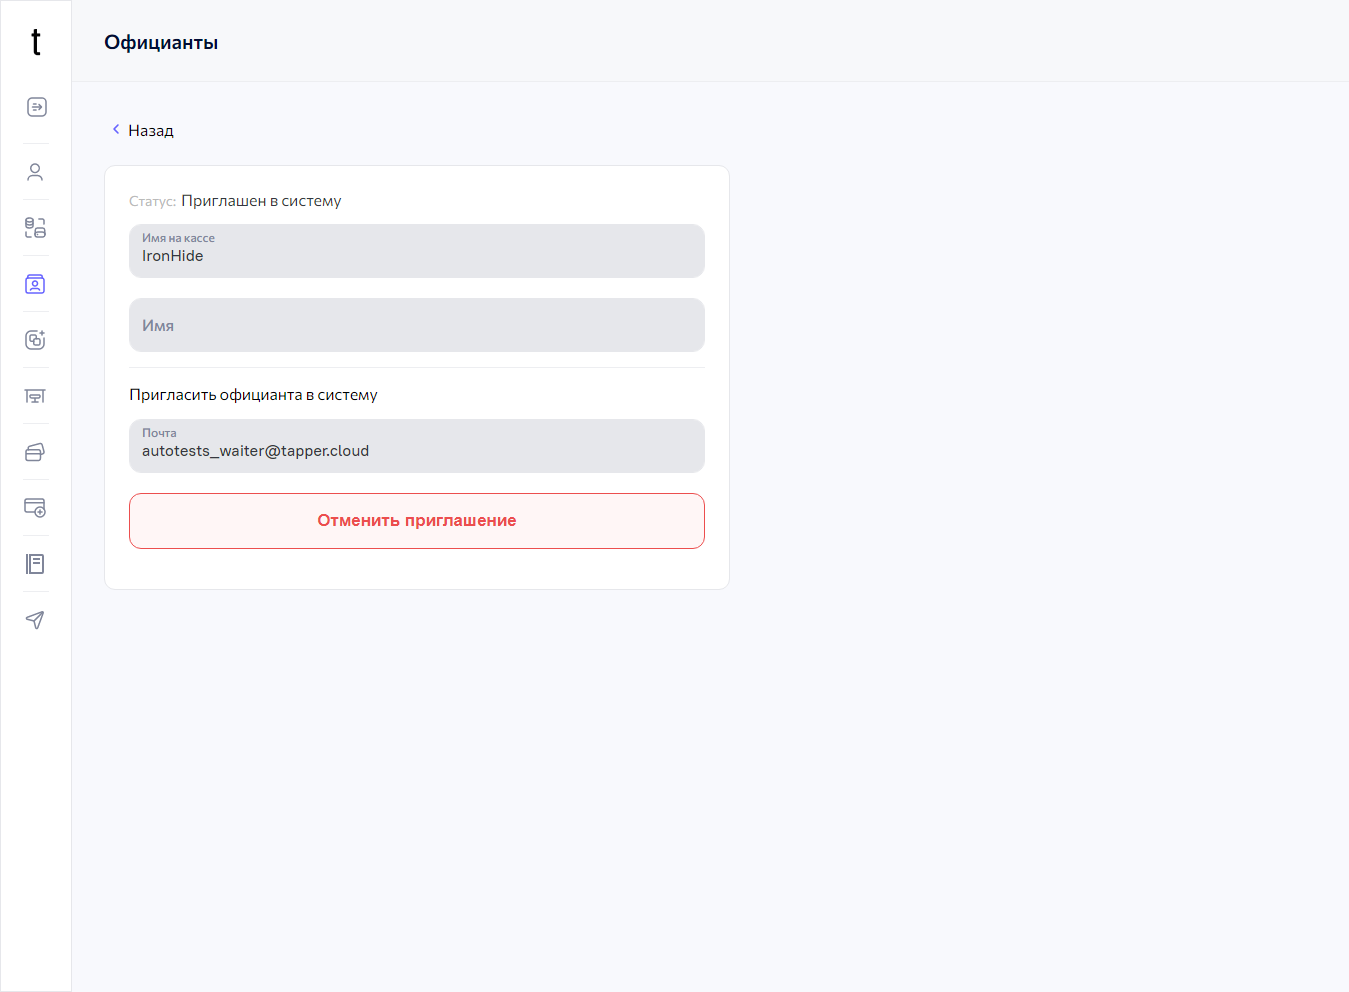 t
Официанты
Назад
Статус: Приглашен в систему
Имя на кассе
IronHide
Имя
Пригласить официанта в систему
Почта
autotests_waiter@tapper.cloud
Отменить приглашение